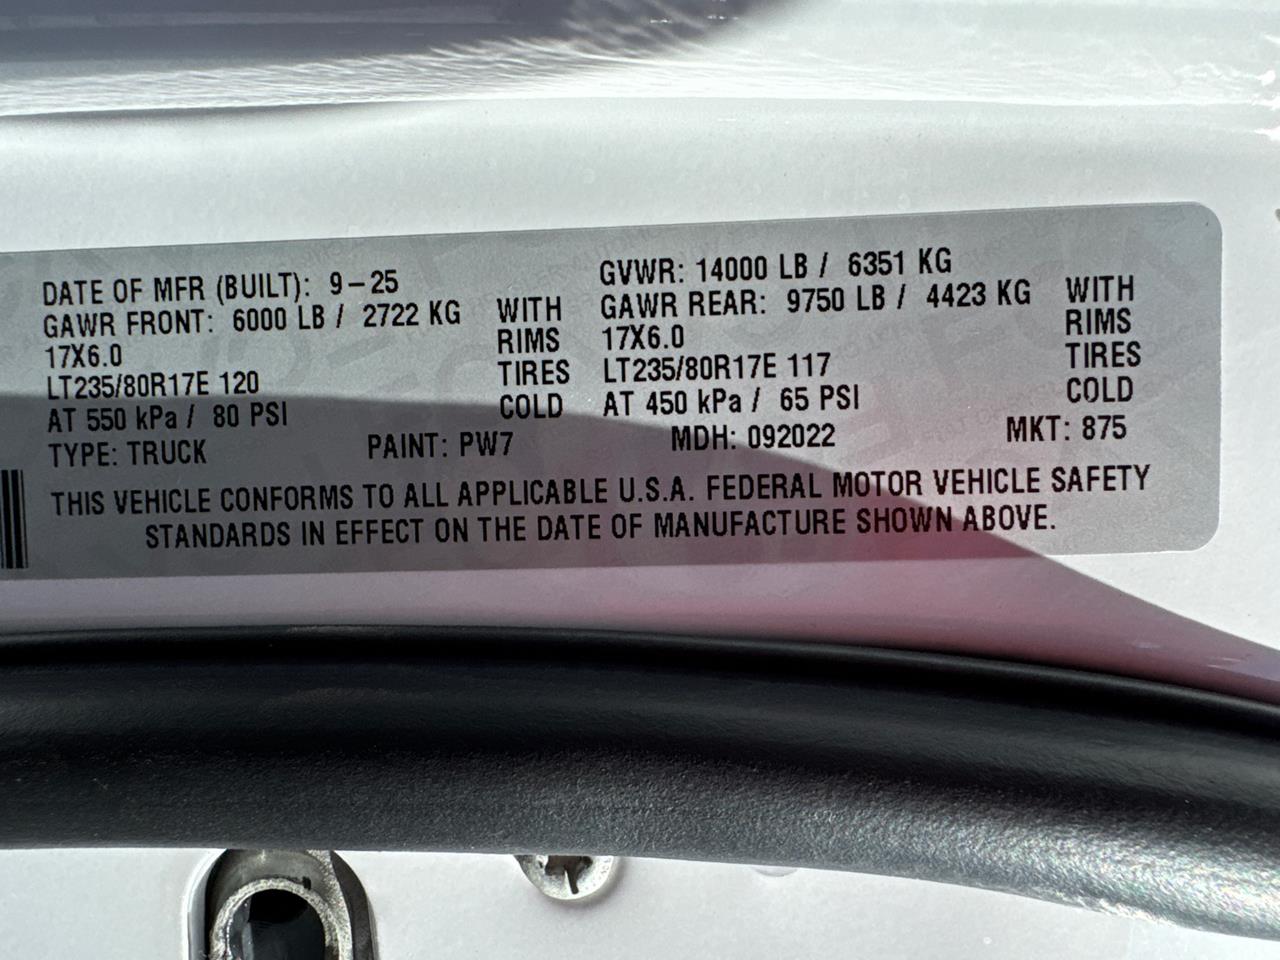 DATE OF MFR (BUILT): 9-25 GVWR: 14000 LB / 6351 KG
GAWR FRONT: 6000 LB / 2722 KG WITH GAWR REAR: 9750 LB / 4423 KG WITH
17X6.0 RIMS 17X6.0 RIMS
LT235/80R17E 120 TIRES LT235/80R17E 117 TIRES
AT 550 kPa / 80 PSI COLD AT 450 kPa / 65 PSI COLD
TYPE: TRUCK PAINT: PW7 MDH: 092022 MKT: 875
THIS VEHICLE CONFORMS TO ALL APPLICABLE U.S.A. FEDERAL MOTOR VEHICLE SAFETY
STANDARDS IN EFFECT ON THE DATE OF MANUFACTURE SHOWN ABOVE.